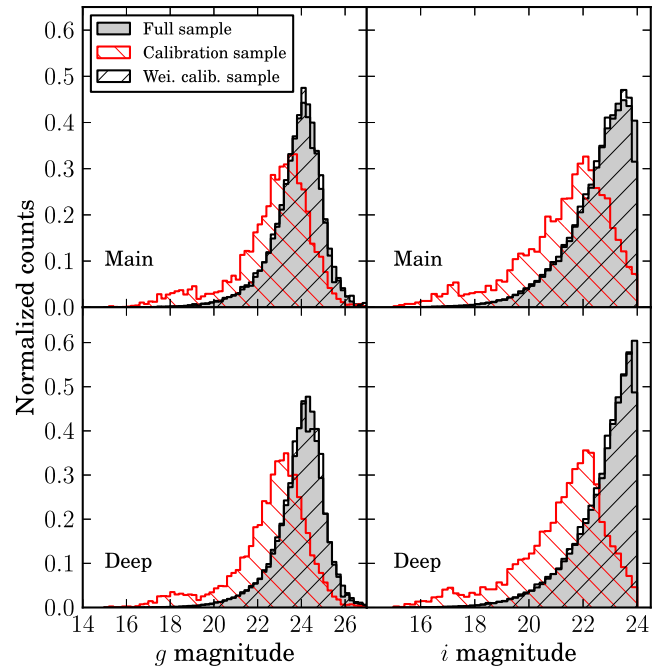 Full sample
Calibration sample
Wei. calib. sample
0.6
0.5
0.4
0.3
0.2
0.1
0.0
Main
Main
0.6
0.5
0.4
0.3
0.2
0.1
0.0
Deep
Deep
Normalized counts
14 16 18 20 22 24 26
16 18 20 22 24
g magnitude
i magnitude